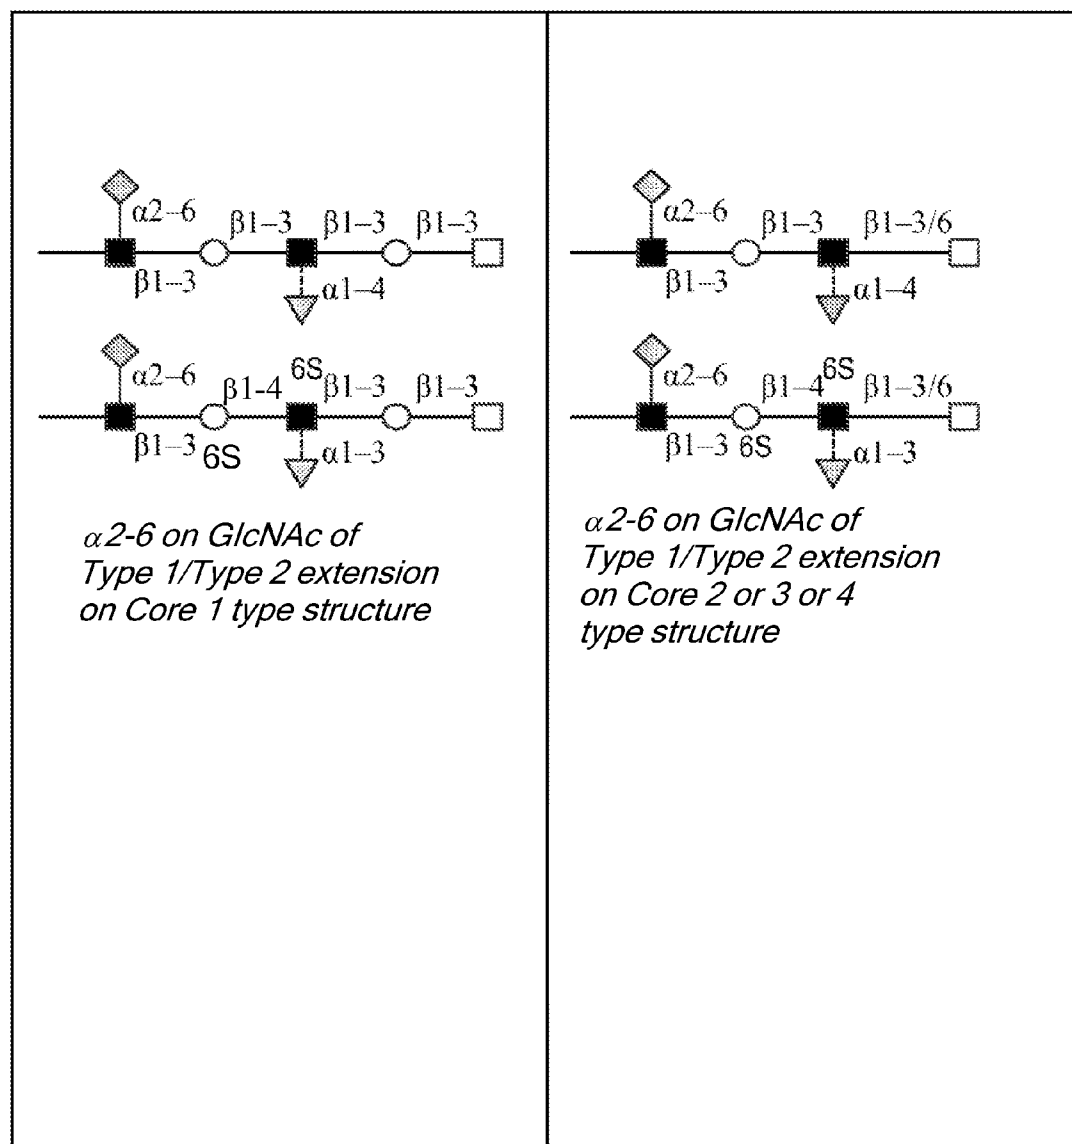 α2–6
β1–3
β1–3
β1–3
β1–3
α1–4
α2–6
β1-4
6S
β1–3
β1–3
β1–3
6S
α1–3
α2-6 on GlcNAc of
Type 1/Type 2 extension
on Core 1 type structure
α2–6
β1–3
β1–3/6
β1–3
α1–4
α2–6
β1–4
6S
β1–3/6
β1–3
6S
α1–3
α2-6 on GlcNAc of
Type 1/Type 2 extension
on Core 2 or 3 or 4
type structure